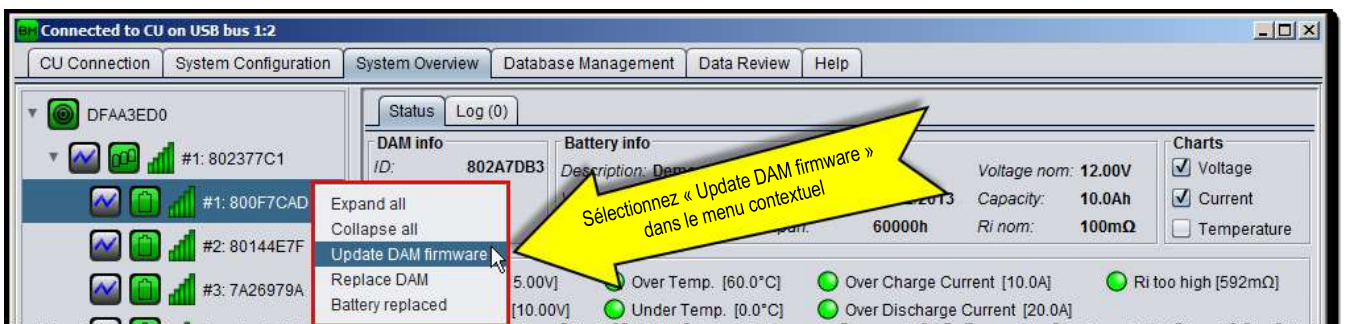 BM Connected to CU on USB bus 1:2
CU Connection System Configuration System Overview Database Management Data Review Help
DFAA3ED0
Status Log (0)
#1: 802377C1
DAM info Battery info Charts
ID: 802A7DB3 Description: Voltage nom: 12.00V Voltage
#1: 800F7CAD Capacity: 10.0Ah Current
60000h Ri nom: 100mΩ Temperature
Expand all
Collapse all
Update DAM firmware
Replace DAM
Battery replaced
Sélectionnez « Update DAM firmware »
dans le menu contextuel
#2: 80144E7F
#3: 7A26979A
5.00V] Over Temp. [60.0°C] Over Charge Current [10.0A] Ri too high [592mΩ]
[10.00V] Under Temp. [0.0°C] Over Discharge Current [20.0A]